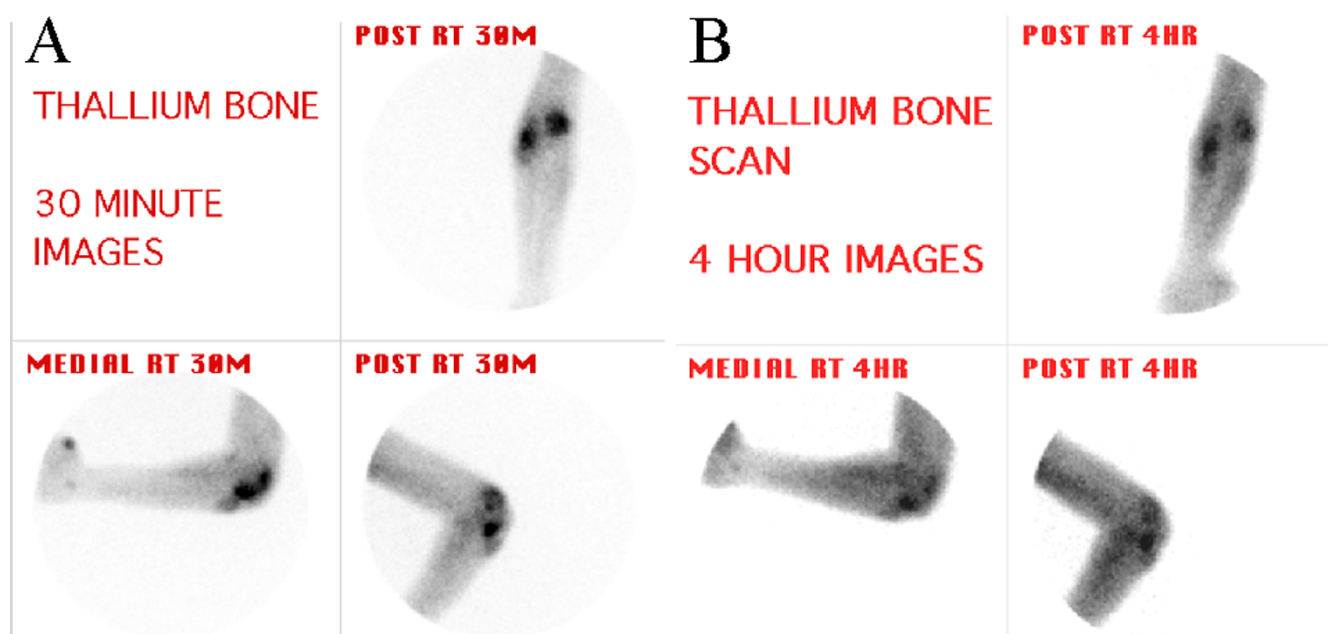 A
THALLIUM BONE
30 MINUTE
IMAGES
POST RT 30M
MEDIAL RT 30M
POST RT 30M
B
THALLIUM BONE
SCAN
4 HOUR IMAGES
POST RT 4HR
MEDIAL RT 4HR
POST RT 4HR